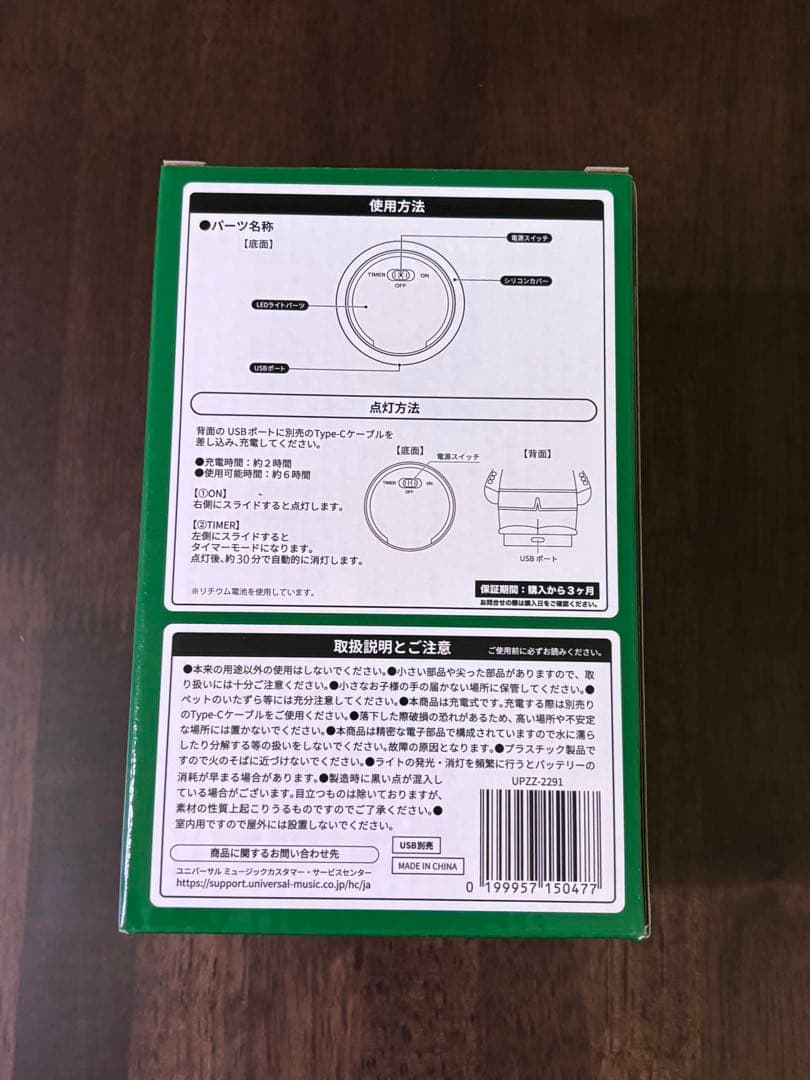 使用方法
●パーツ名称
【底面】
電源スイッチ
TIMER
ON
OFF
シリコンカバー
LEDライトパーツ
USBポート
点灯方法
背面の USBポートに別売のType-Cケーブルを
差し込み、充電してください。
●充電時間：約２時間
●使用可能時間：約６時間
【①ON】
右側にスライドすると点灯します。
【②TIMER】
左側にスライドすると
タイマーモードになります。
点灯後、約30分で自動的に消灯します。
※リチウム電池を使用しています。
【底面】
電源スイッチ
TIMER
ON
OFF
【背面】
USBポート
保証期間：購入から３ヶ月
お問合せの際は購入日をご確認ください。
取扱説明とご注意
ご使用前に必ずお読みください。
●本来の用途以外の使用はしないでください。●小さい部品や尖った部品がありますので、取
り扱いには十分ご注意ください。●小さなお子様の手の届かない場所に保管してください。●
ペットのいたずら等には充分注意してください。●本商品は充電式です。充電する際は別売り
のType-Cケーブルをご使用ください。●落下した際破損の恐れがあるため、高い場所や不安定
な場所には置かないでください。●本商品は精密な電子部品で構成されていますので水に濡ら
したり分解する等の扱いをしないでください。故障の原因となります。●プラスチック製品で
すので火のそばに近づけないでください。●ライトの発光・消灯を頻繁に行うとバッテリーの
消耗が早まる場合があります。●製造時に黒い点が混入し
ている場合がございます。目立つものは除いておりますが、
素材の性質上起こりうるものですのでご了承ください。●
室内用ですので屋外には設置しないでください。
UPZZ-2291
商品に関するお問い合わせ先
ユニバーサル ミュージックカスタマー・サービスセンター
https://support.universal-music.co.jp/hc/ja
USB別売
MADE IN CHINA
0 199957 150477